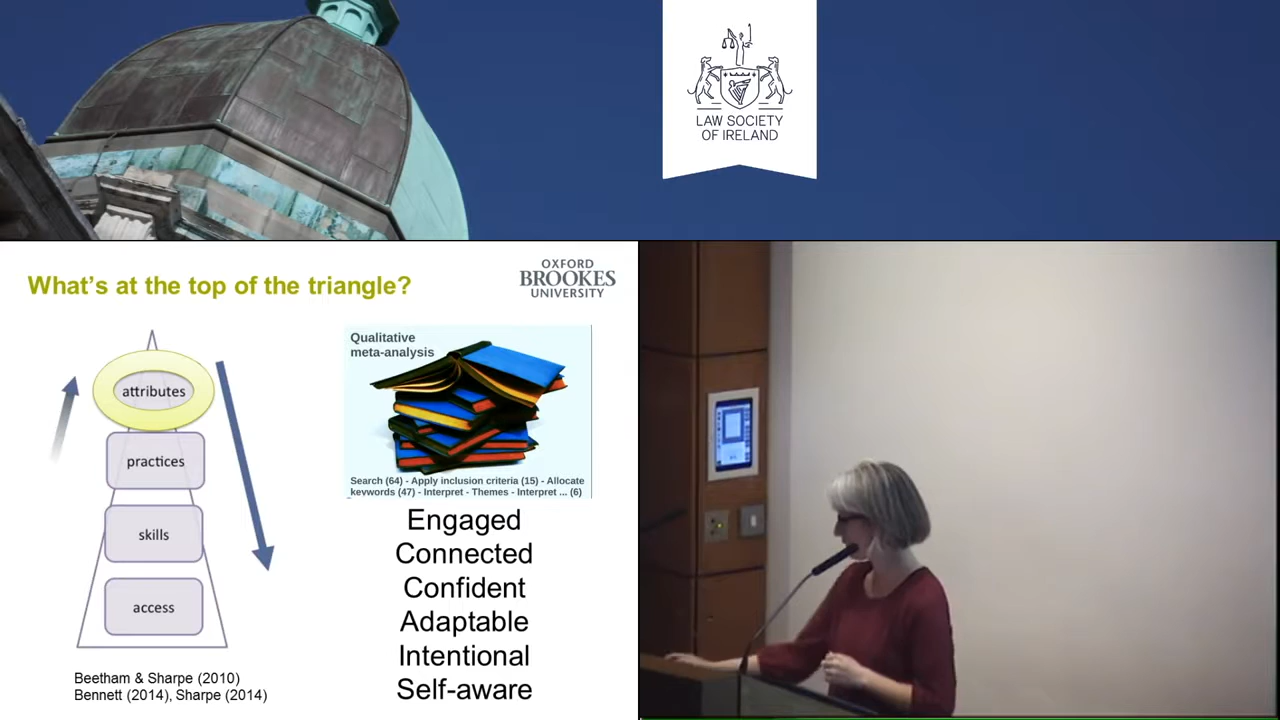 LAW SOCIETY
OF IRELAND
What's at the top of the triangle?
OXFORD
BROOKES
UNIVERSITY
attributes
practices
skills
access
Beetham & Sharpe (2010)
Bennett (2014), Sharpe (2014)
Qualitative
meta-analysis
Search (64) - Apply inclusion criteria (15) - Allocate
keywords (47) - Interpret - Themes - Interpret ... (6)
Engaged
Connected
Confident
Adaptable
Intentional
Self-aware